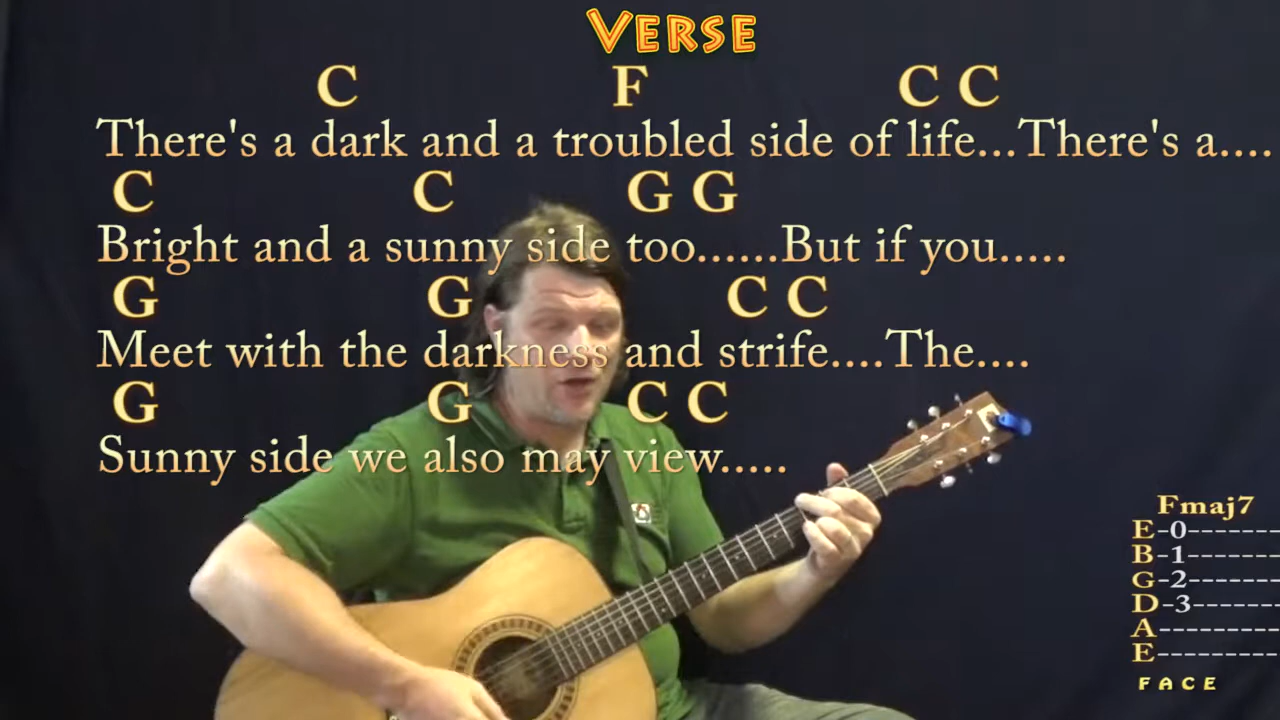 VERSE
C F C C
There's a dark and a troubled side of life...There's a....
C C G G
Bright and a sunny side too......But if you.....
G G C C
Meet with the darkness and strife....The....
G G C C
Sunny side we also may view.....
Fmaj7
E-0--------
B-1--------
G-2--------
D-3--------
A----------
E----------
F A C E